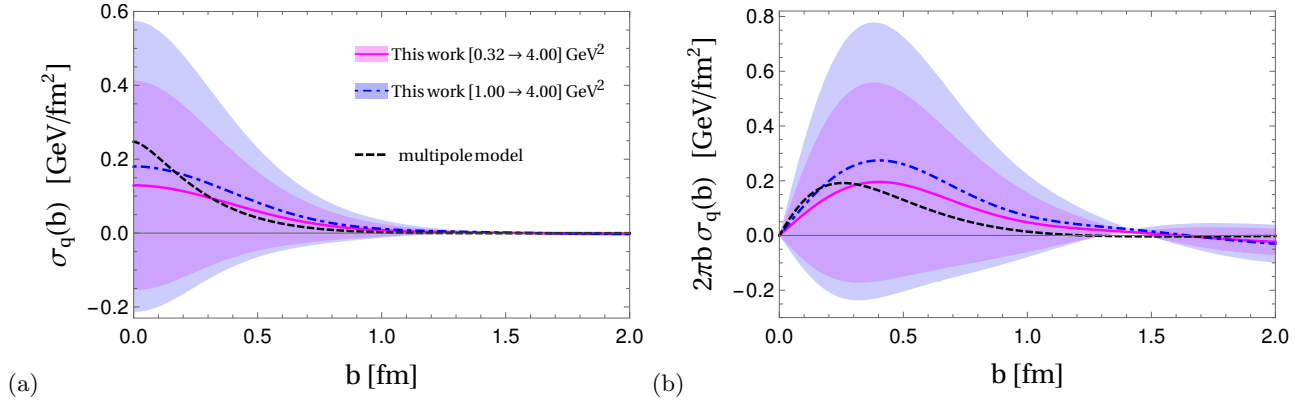 0.6
0.4
0.2
0.0
−0.2
σq(b) [GeV/fm²]
This work [0.32 → 4.00] GeV²
This work [1.00 → 4.00] GeV²
multipole model
0.0 0.5 1.0 1.5 2.0
b [fm]
(a)
0.8
0.6
0.4
0.2
0.0
−0.2
2πb σq(b) [GeV/fm²]
0.0 0.5 1.0 1.5 2.0
b [fm]
(b)